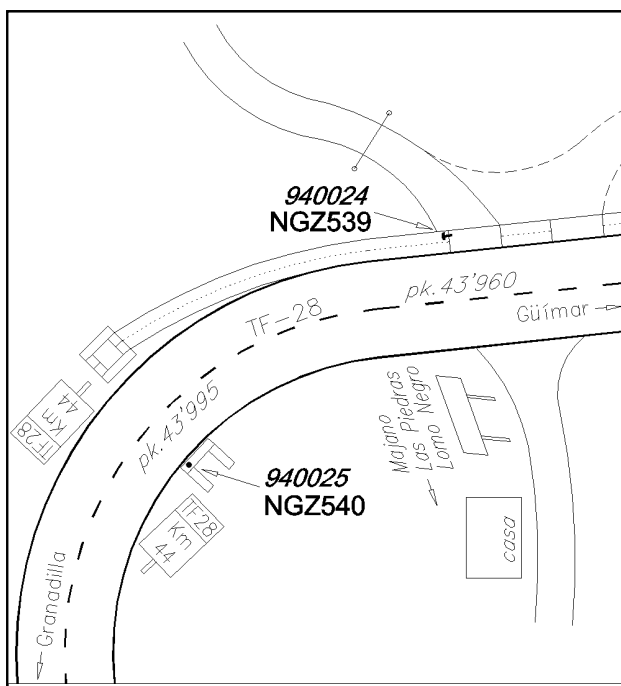 940024
NGZ539
pk.43'960
TF-28
Güímar
TF28
Km
44
pk.43'995
Majano
Las Piedras
Lomo Negro
940025
NGZ540
TF28
Km
44
casa
Granadilla